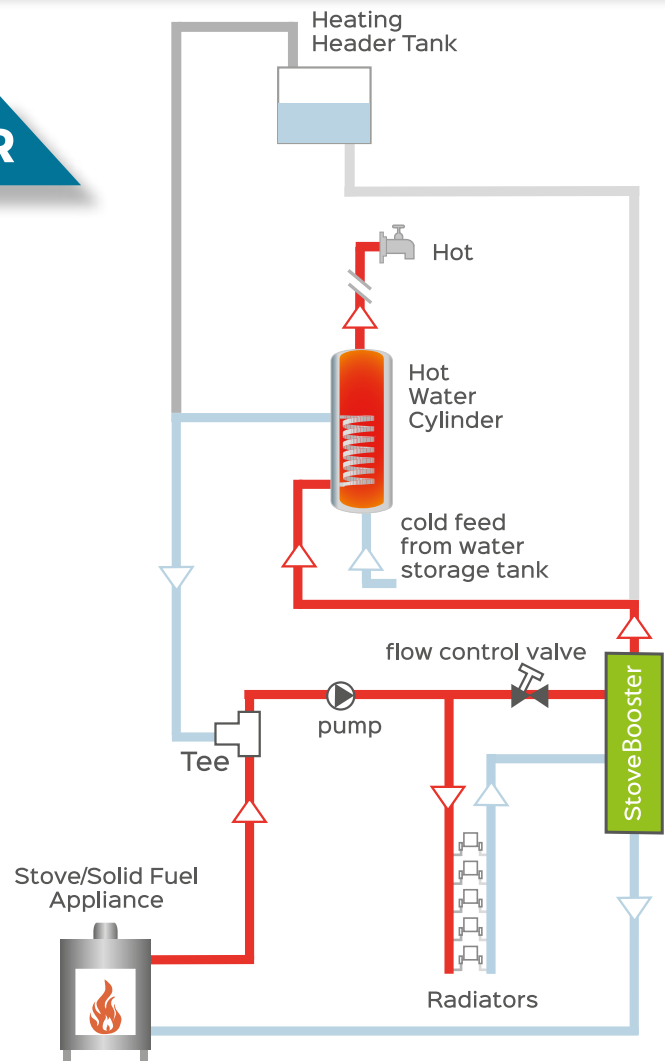 Heating
Header Tank
R
Hot
Hot
Water
Cylinder
cold feed
from water
storage tank
flow control valve
pump
Tee
StoveBooster
Stove/Solid Fuel
Appliance
Radiators